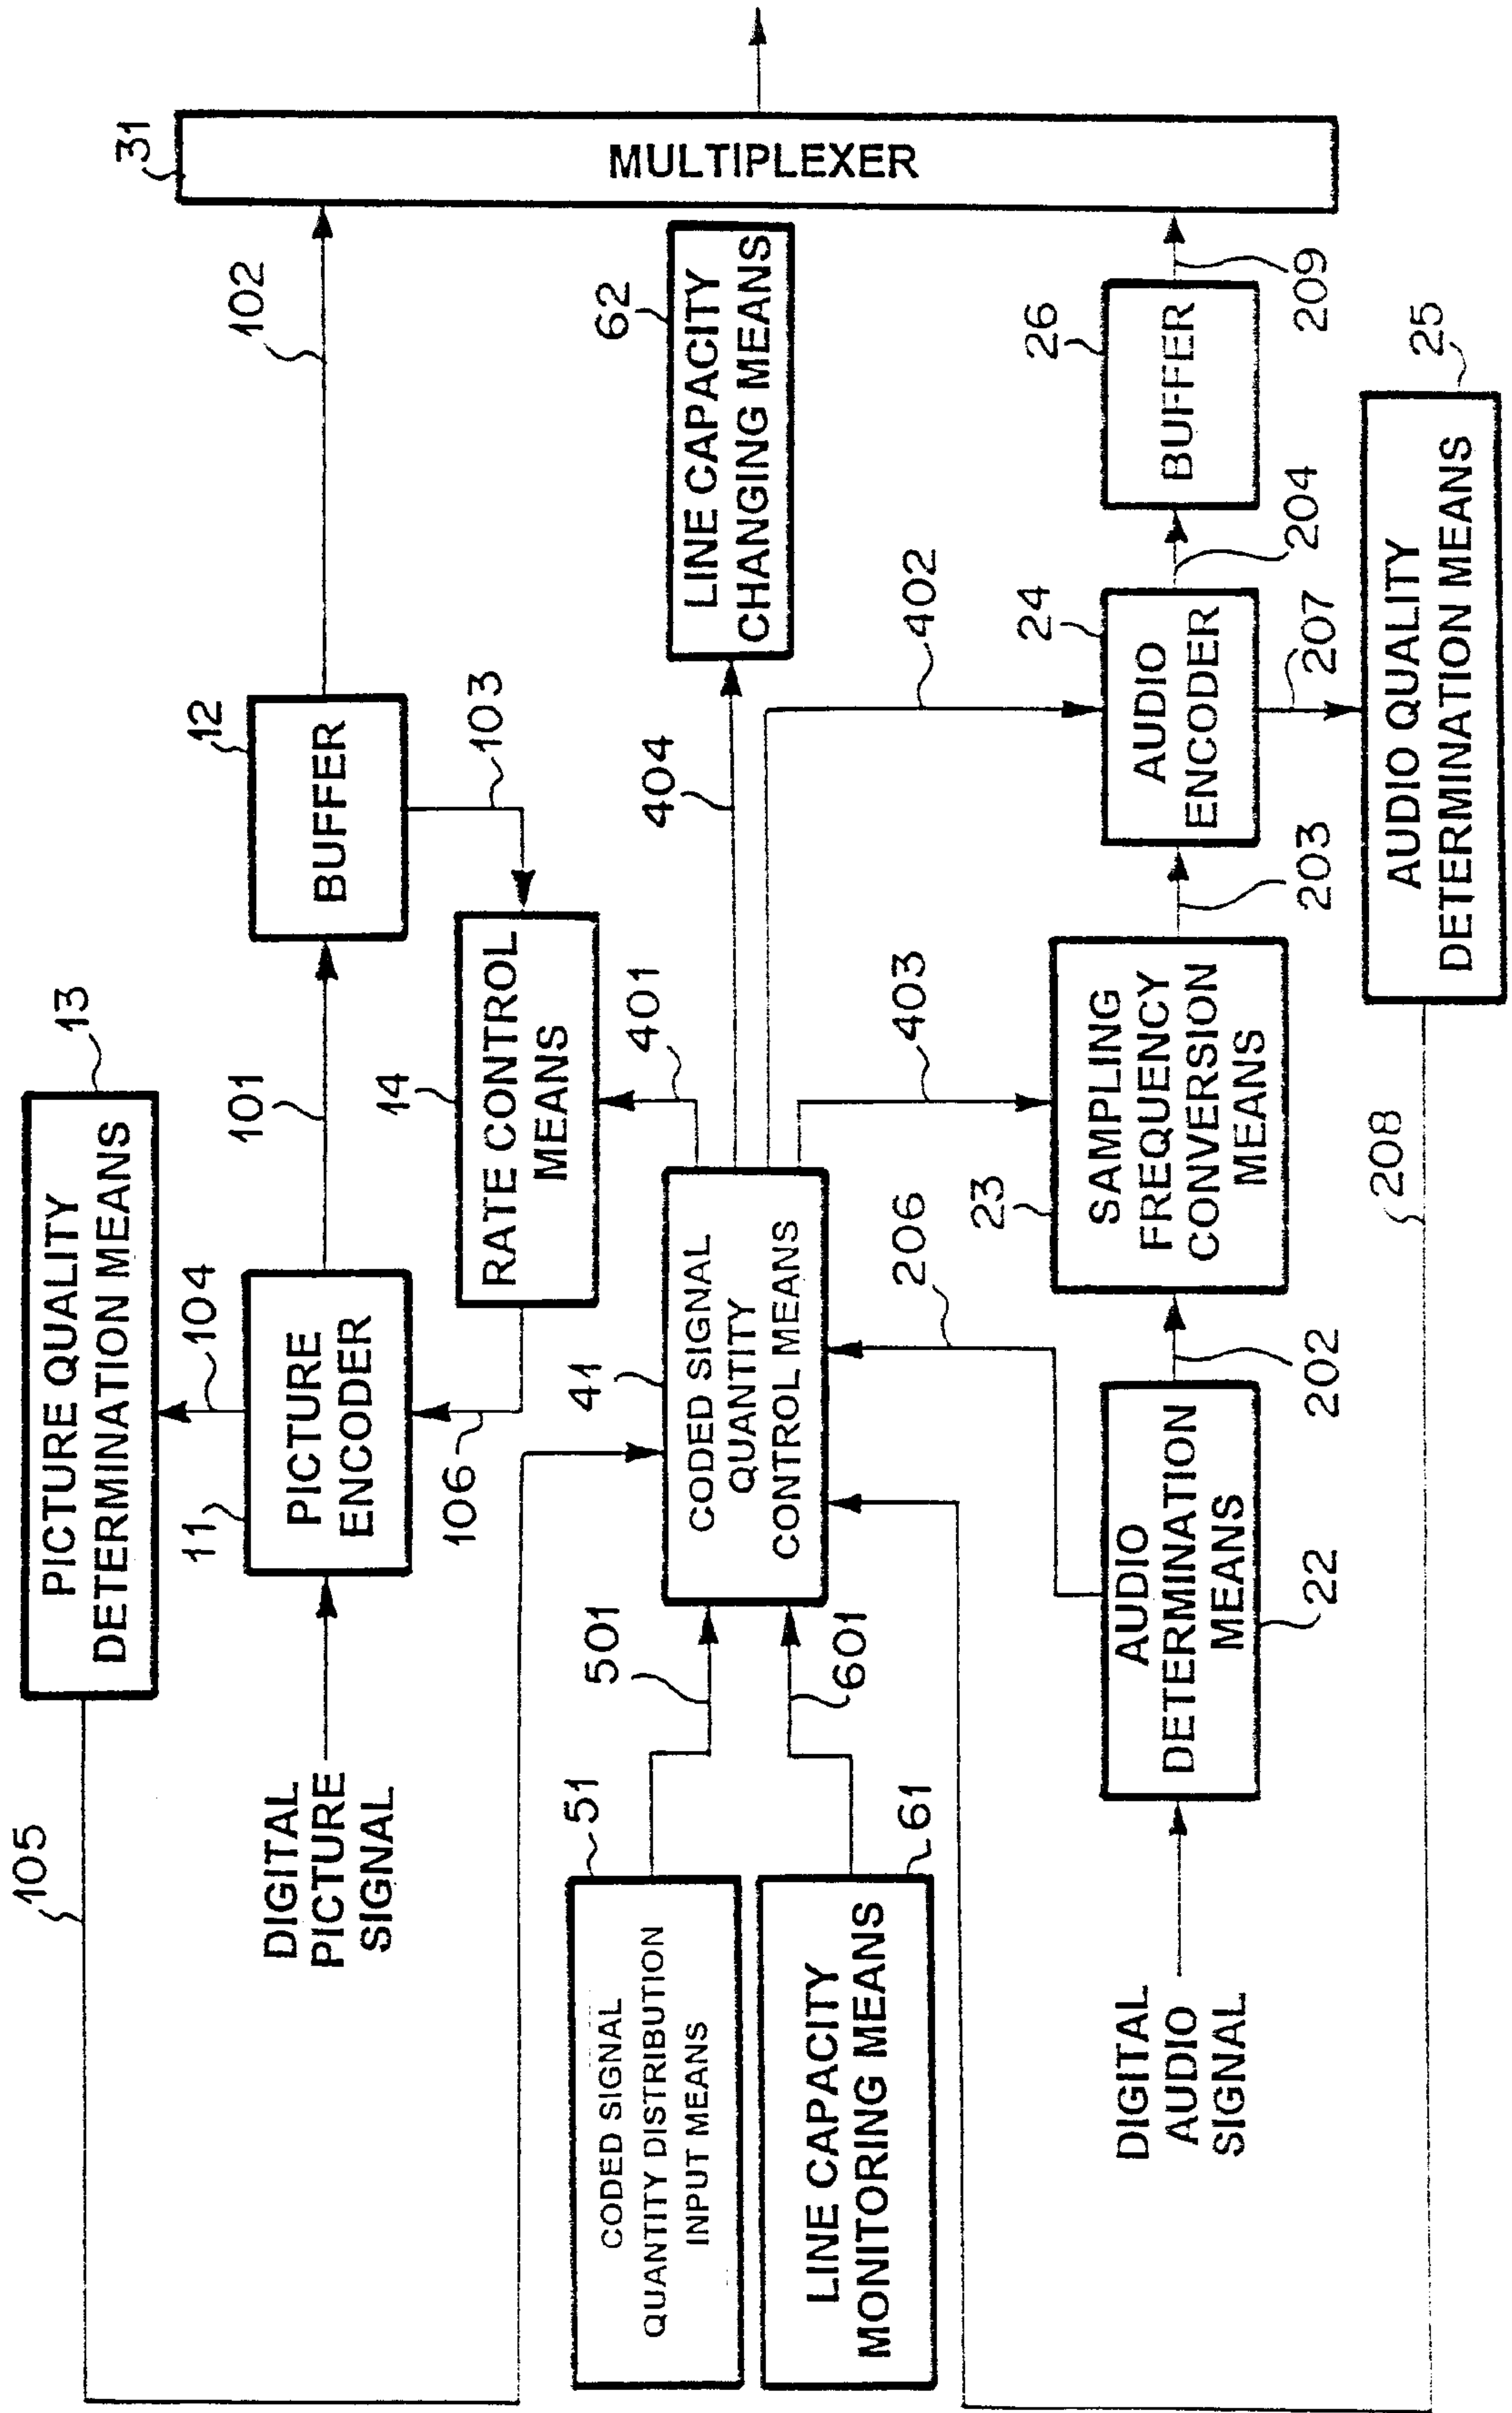 PICTURE QUALITY
DETERMINATION MEANS
13
105
104
DIGITAL
PICTURE
SIGNAL
11
PICTURE
ENCODER
101
12
BUFFER
102
31
MULTIPLEXER
103
106
14
RATE CONTROL
MEANS
401
62
LINE CAPACITY
CHANGING MEANS
404
51
CODED SIGNAL
QUANTITY DISTRIBUTION
INPUT MEANS
501
41
CODED SIGNAL
QUANTITY
CONTROL MEANS
601
61
LINE CAPACITY
MONITORING MEANS
402
403
206
DIGITAL
AUDIO
SIGNAL
AUDIO
DETERMINATION
MEANS
22
202
23
SAMPLING
FREQUENCY
CONVERSION
MEANS
203
24
AUDIO
ENCODER
204
26
BUFFER
209
207
25
AUDIO QUALITY
DETERMINATION MEANS
208